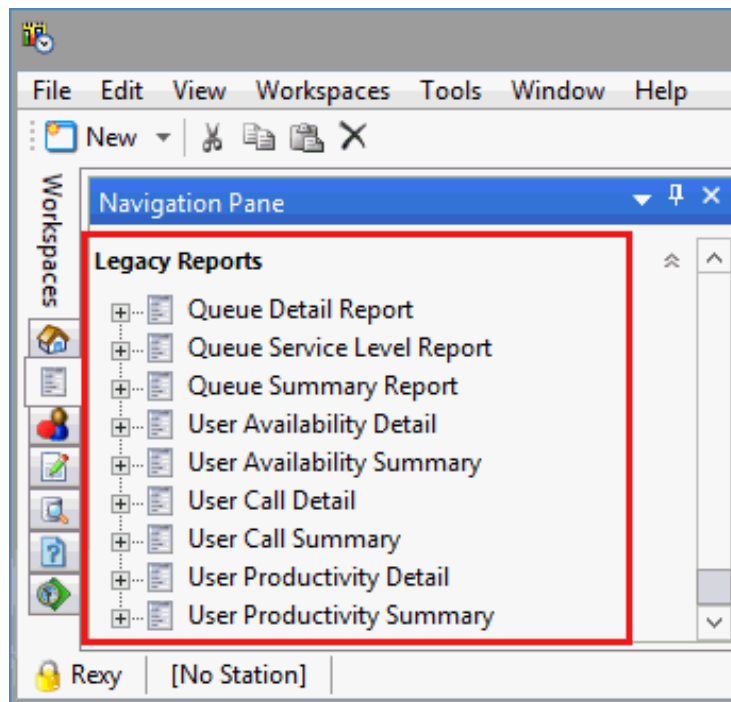 File Edit View Workspaces Tools Window Help
New
Workspaces
Navigation Pane
Legacy Reports
Queue Detail Report
Queue Service Level Report
Queue Summary Report
User Availability Detail
User Availability Summary
User Call Detail
User Call Summary
User Productivity Detail
User Productivity Summary
Rexy [No Station]